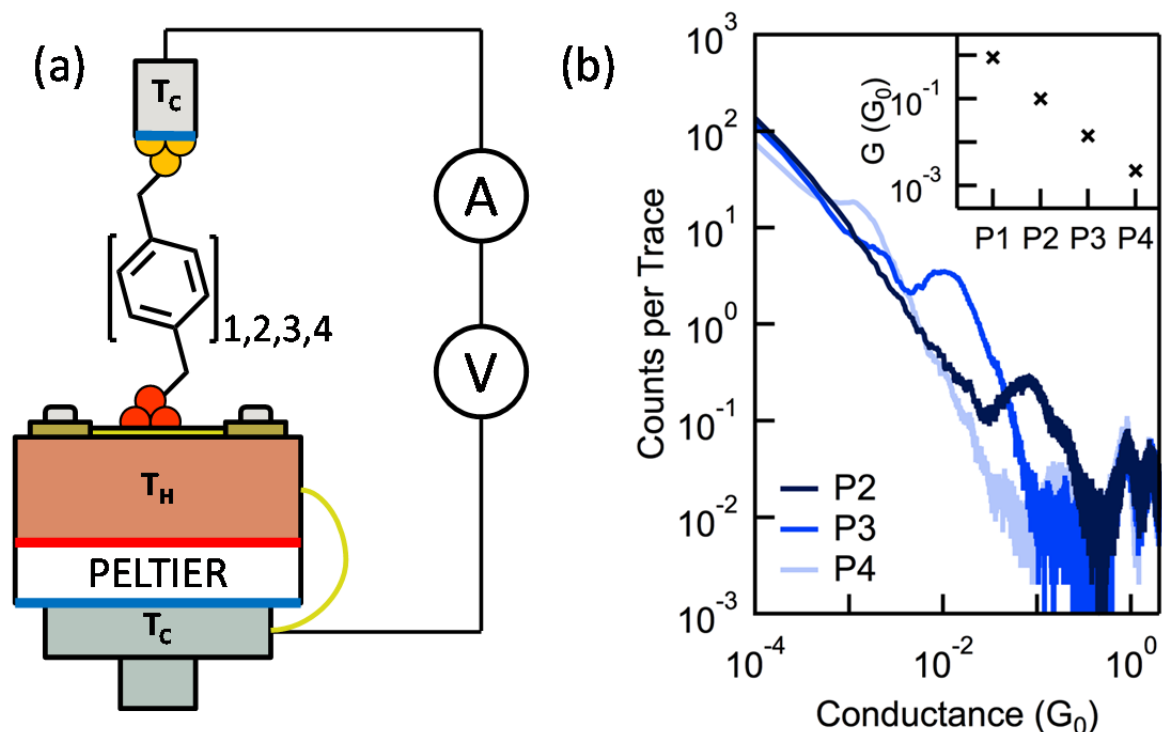 (a)
T_C
A
V
[ ]1,2,3,4
T_H
PELTIER
T_C
(b)
Counts per Trace
10^3
10^2
10^1
10^0
10^-1
10^-2
10^-3
10^-4
10^-2
10^0
Conductance (G_0)
P2
P3
P4
G (G_0)
10^-1
10^-3
P1 P2 P3 P4